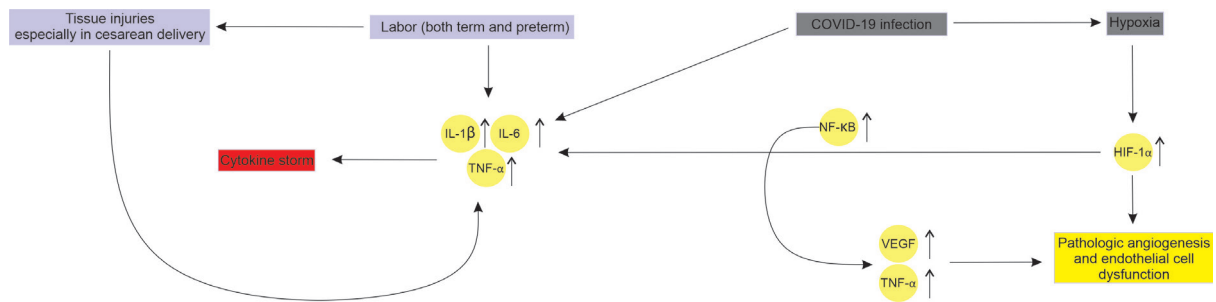 Tissue injuries
especially in cesarean delivery
Labor (both term and preterm)
COVID-19 infection
Hypoxia
IL-1β
IL-6
TNF-α
Cytokine storm
NF-κB
HIF-1α
VEGF
TNF-α
Pathologic angiogenesis
and endothelial cell
dysfunction